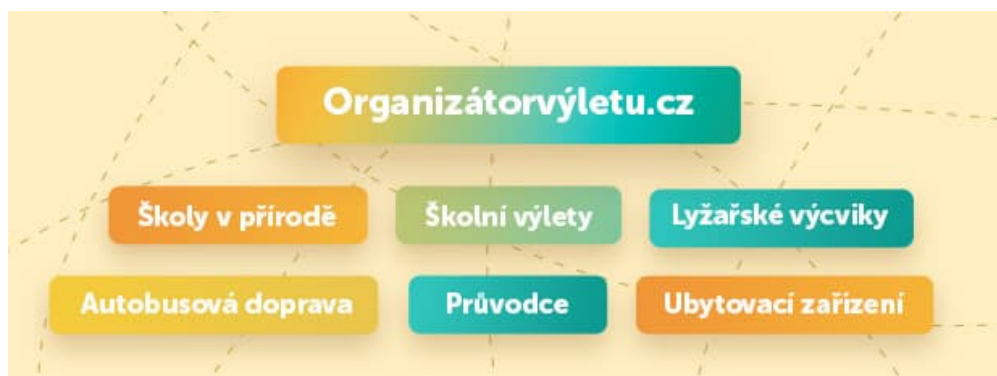 Organizátorvýletu.cz
Školy v přírodě
Školní výlety
Lyžařské výcviky
Autobusová doprava
Průvodce
Ubytovací zařízení